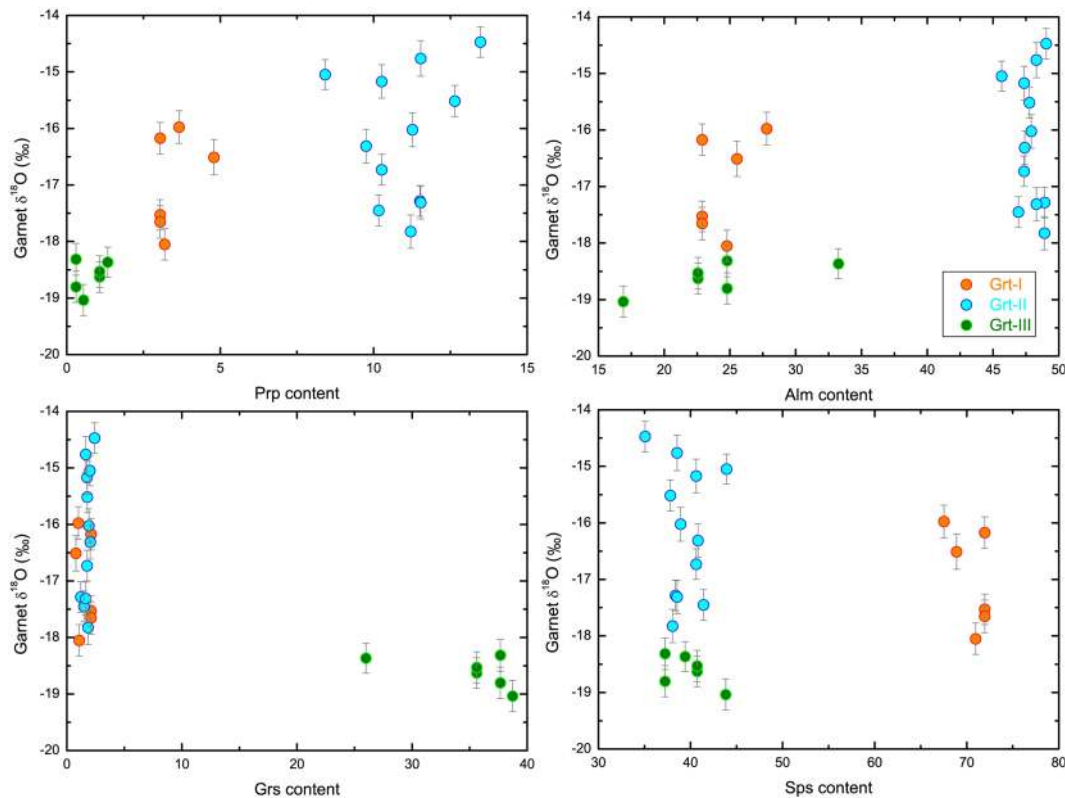 -14
-15
-16
-17
-18
-19
-20
Garnet δ¹⁸O (‰)
0 5 10 15
Prp content
-14
-15
-16
-17
-18
-19
-20
Garnet δ¹⁸O (‰)
Grt-I
Grt-II
Grt-III
15 20 25 30 35 40 45 50
Alm content
-14
-15
-16
-17
-18
-19
-20
Garnet δ¹⁸O (‰)
0 10 20 30 40
Grs content
-14
-15
-16
-17
-18
-19
-20
Garnet δ¹⁸O (‰)
30 40 50 60 70 80
Sps content